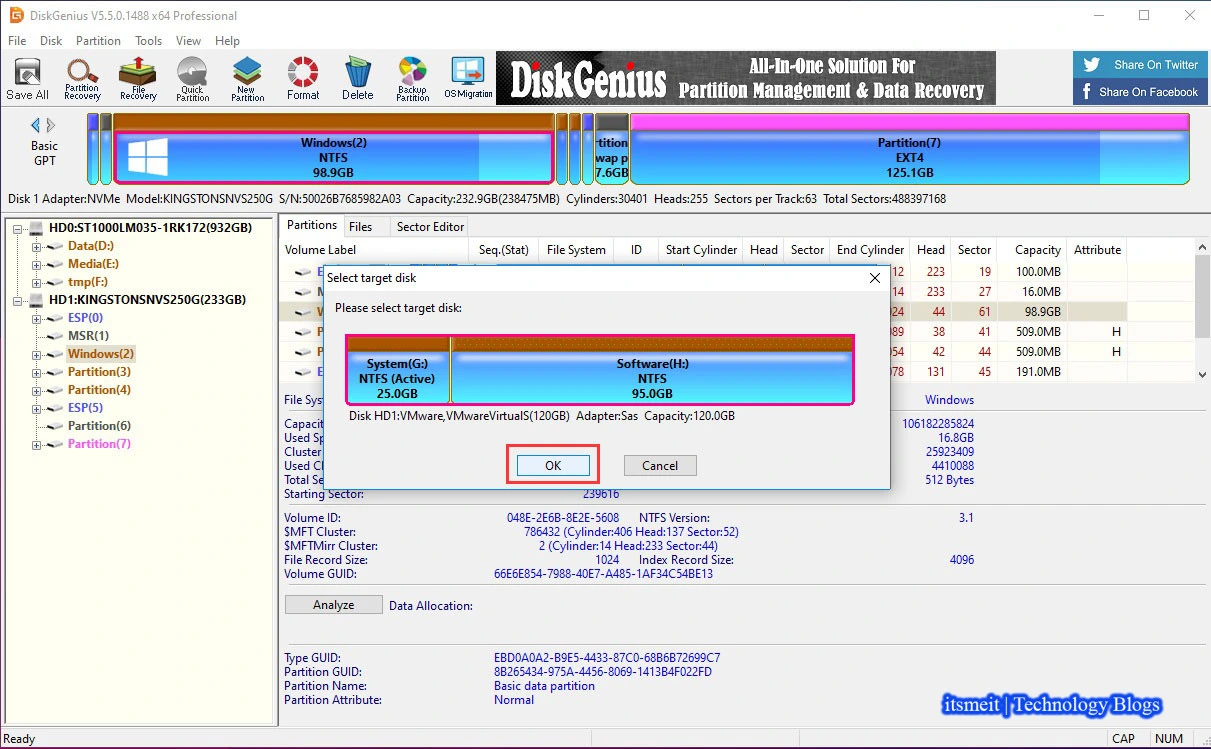 DiskGenius V5.5.0.1488 x64 Professional
File Disk Partition Tools View Help
Save All
Partition Recovery
File Recovery
Quick Partition
New Partition
Format
Delete
Backup Partition
OS Migration
DiskGenius
All-In-One Solution For
Partition Management & Data Recovery
Share On Twitter
Share On Facebook
Basic
GPT
Windows(2)
NTFS
98.9GB
7.6GB
Partition(7)
EXT4
125.1GB
Disk 1 Adapter:NVMe Model:KINGSTONSNVS250G S/N:50026B7685982A03 Capacity:232.9GB(238475MB) Cylinders:30401 Heads:255 Sectors per Track:63 Total Sectors:488397168
HD0:ST1000LM035-1RK172(932GB)
Data(D:)
Media(E:)
tmp(F:)
HD1:KINGSTONSNVS250G(233GB)
ESP(0)
MSR(1)
Windows(2)
Partition(3)
Partition(4)
ESP(5)
Partition(6)
Partition(7)
Partitions Files Sector Editor
Volume Label Seq.(Stat) File System ID Start Cylinder Head Sector End Cylinder Head Sector Capacity Attribute
12 223 19 100.0MB
14 233 27 16.0MB
24 44 61 98.9GB
89 38 41 509.0MB H
54 42 44 509.0MB H
78 131 45 191.0MB
Select target disk
Please select target disk:
System(G:)
NTFS (Active)
25.0GB
Software(H:)
NTFS
95.0GB
Disk HD1:VMware,VMwareVirtualS(120GB) Adapter:Sas Capacity:120.0GB
OK Cancel
File Sys Windows
Capacit 106182285824
Used Sp 16.8GB
Cluster 25923409
Used Cl 4410088
Total Se 512 Bytes
Starting Sector: 239616
Volume ID: 048E-2E6B-8E2E-5608 NTFS Version: 3.1
$MFT Cluster: 786432 (Cylinder:406 Head:137 Sector:52)
$MFTMirr Cluster: 2 (Cylinder:14 Head:233 Sector:44)
File Record Size: 1024 Index Record Size: 4096
Volume GUID: 66E6E854-7988-40E7-A485-1AF34C54BE13
Analyze Data Allocation:
Type GUID: EBD0A0A2-B9E5-4433-87C0-68B6B72699C7
Partition GUID: 8B265434-975A-4456-8069-1413B4F022FD
Partition Name: Basic data partition
Partition Attribute: Normal
itsmeit | Technology Blogs
Ready CAP NUM